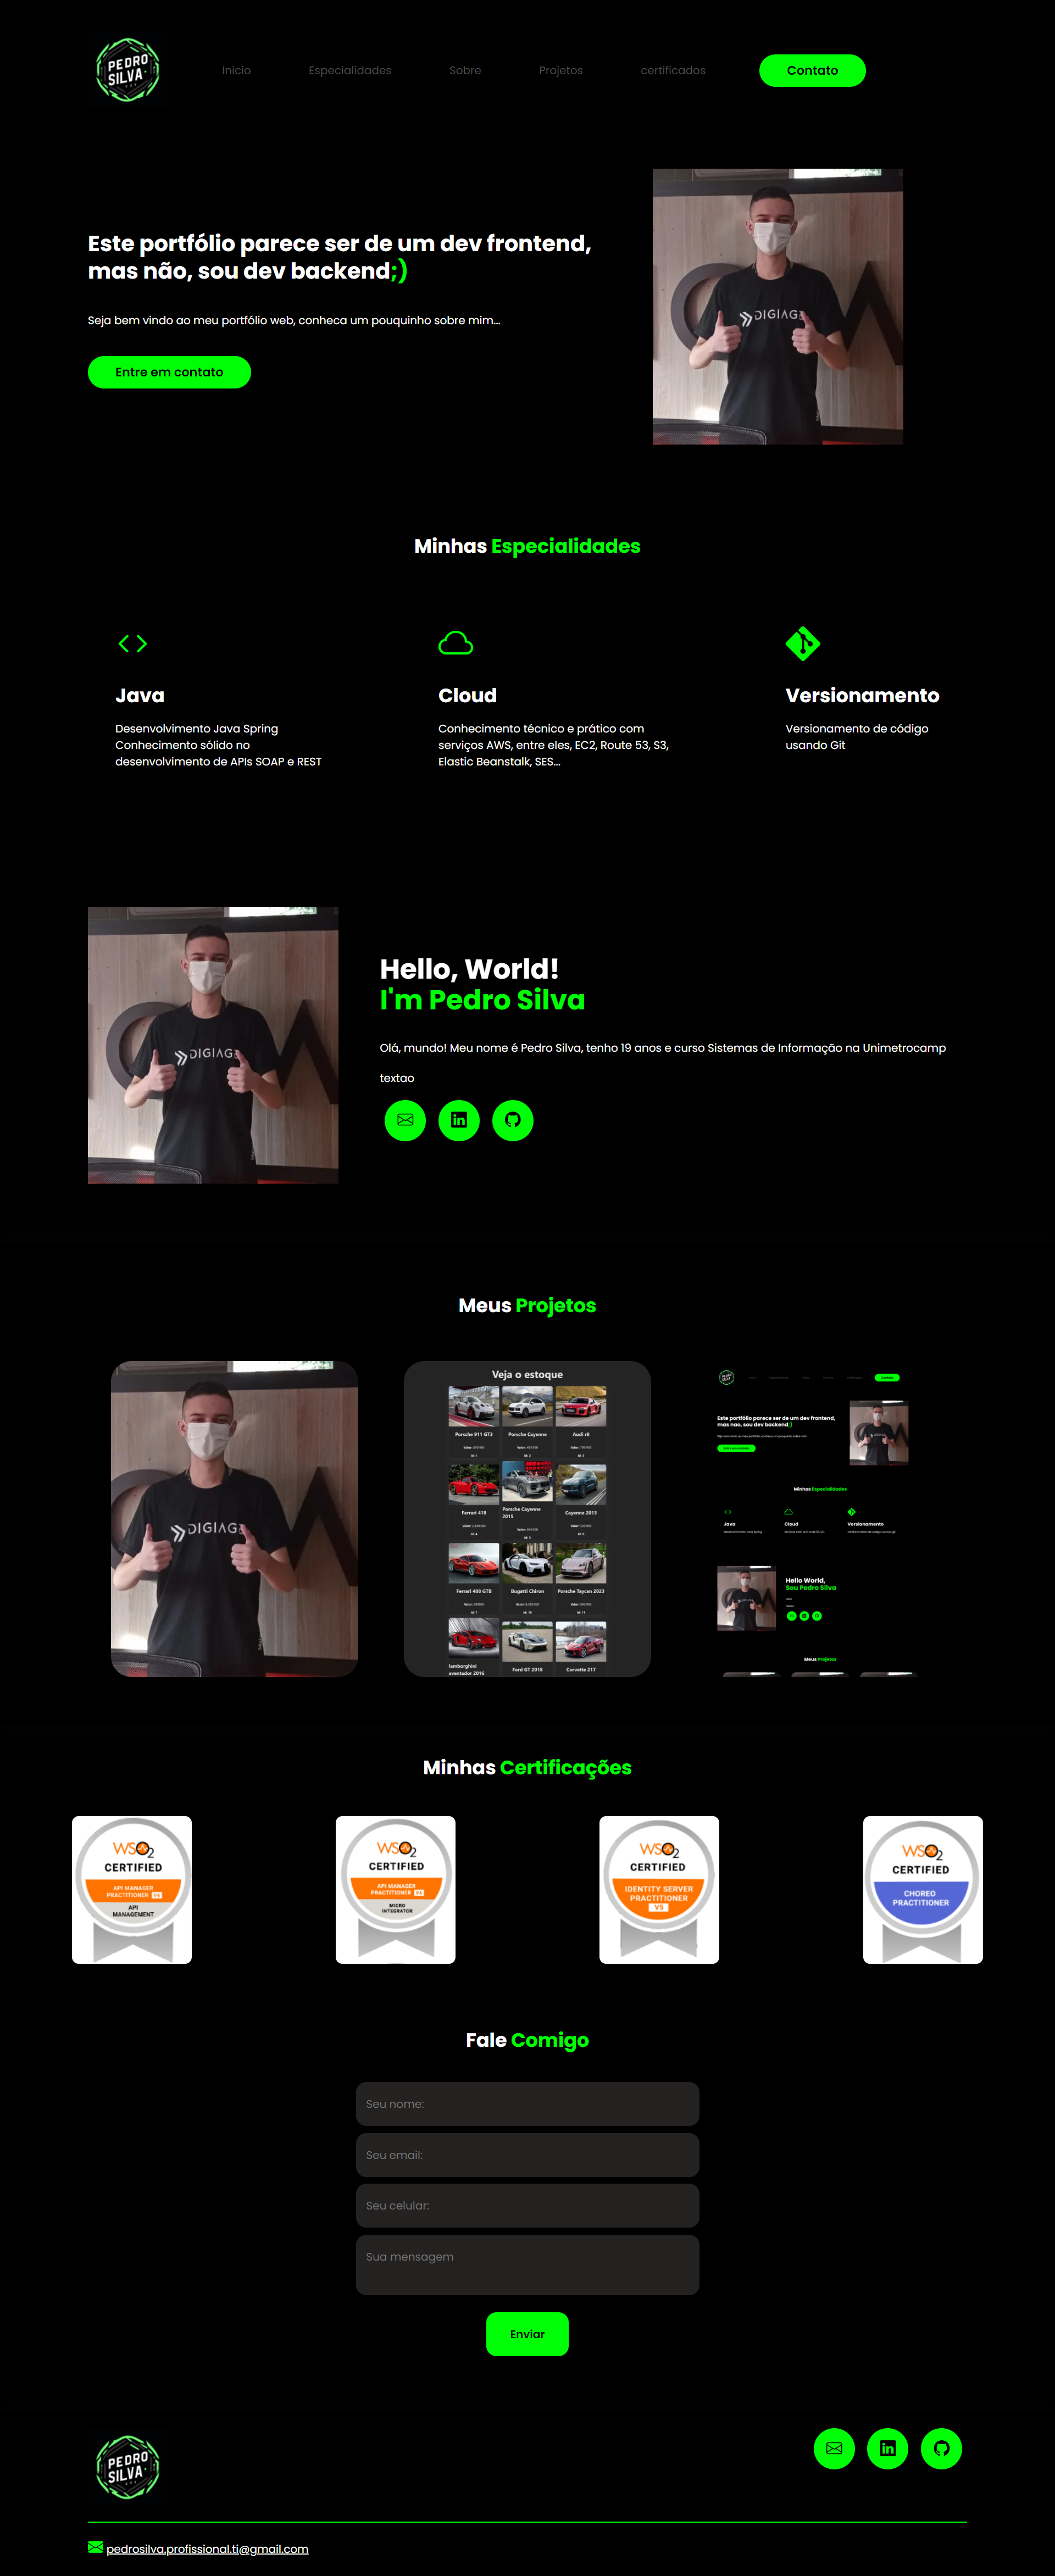 PEDRO
SILVA
Inicio
Especialidades
Sobre
Projetos
certificados
Contato
Este portfólio parece ser de um dev frontend,
mas não, sou dev backend;)
Seja bem vindo ao meu portfólio web, conheca um pouquinho sobre mim...
Entre em contato
DIGIAGE
Minhas Especialidades
Java
Desenvolvimento Java Spring
Conhecimento sólido no
desenvolvimento de APIs SOAP e REST
Cloud
Conhecimento técnico e prático com
serviços AWS, entre eles, EC2, Route 53, S3,
Elastic Beanstalk, SES...
Versionamento
Versionamento de código
usando Git
DIGIAGE
Hello, World!
I'm Pedro Silva
Olá, mundo! Meu nome é Pedro Silva, tenho 19 anos e curso Sistemas de Informação na Unimetrocamp
textao
Meus Projetos
DIGIAGE
Veja o estoque
Porsche 911 GT3
Porsche Cayenne
Audi r8
Ferrari 418
Porsche Cayenne
2015
Cayenne 2013
Ferrari 488 GTB
Bugatti Chiron
Porsche Taycan 2023
lamborghini
aventador 2016
Ford GT 2018
Corvette 217
PEDRO
SILVA
Contato
Este portfólio parece ser de um dev frontend,
mas nao, sou dev backend;)
Minhas Especialidades
Java
Cloud
Versionamento
Hello World,
Sou Pedro Silva
Meus Projetos
Minhas Certificações
WSO2
CERTIFIED
API MANAGER
PRACTITIONER V4
API
MANAGEMENT
WSO2
CERTIFIED
API MANAGER
PRACTITIONER V4
MICRO
INTEGRATOR
WSO2
CERTIFIED
IDENTITY SERVER
PRACTITIONER
V5
WSO2
CERTIFIED
CHOREO
PRACTITIONER
Fale Comigo
Seu nome:
Seu email:
Seu celular:
Sua mensagem
Enviar
PEDRO
SILVA
pedrosilva.profissional.ti@gmail.com